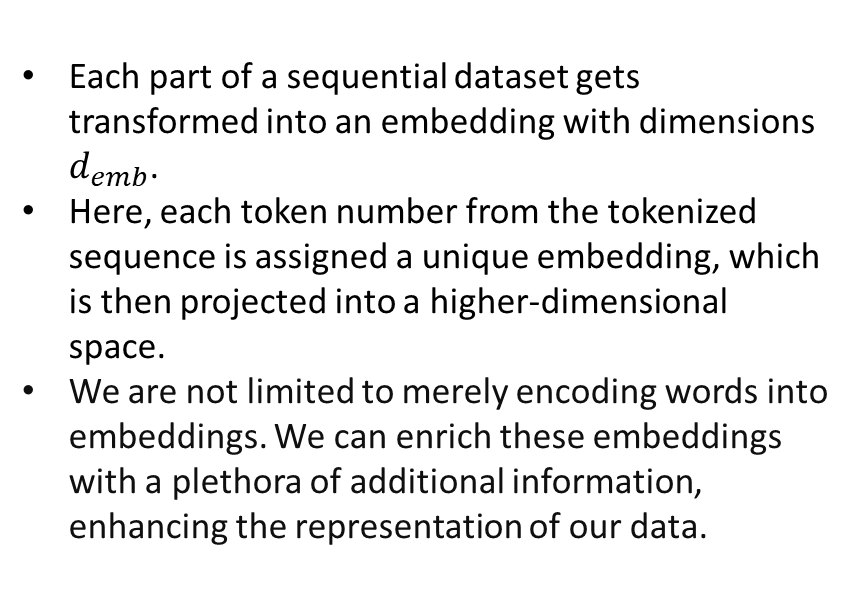 • Each part of a sequential dataset gets
transformed into an embedding with dimensions
$d_{emb}$.
• Here, each token number from the tokenized
sequence is assigned a unique embedding, which
is then projected into a higher-dimensional
space.
• We are not limited to merely encoding words into
embeddings. We can enrich these embeddings
with a plethora of additional information,
enhancing the representation of our data.